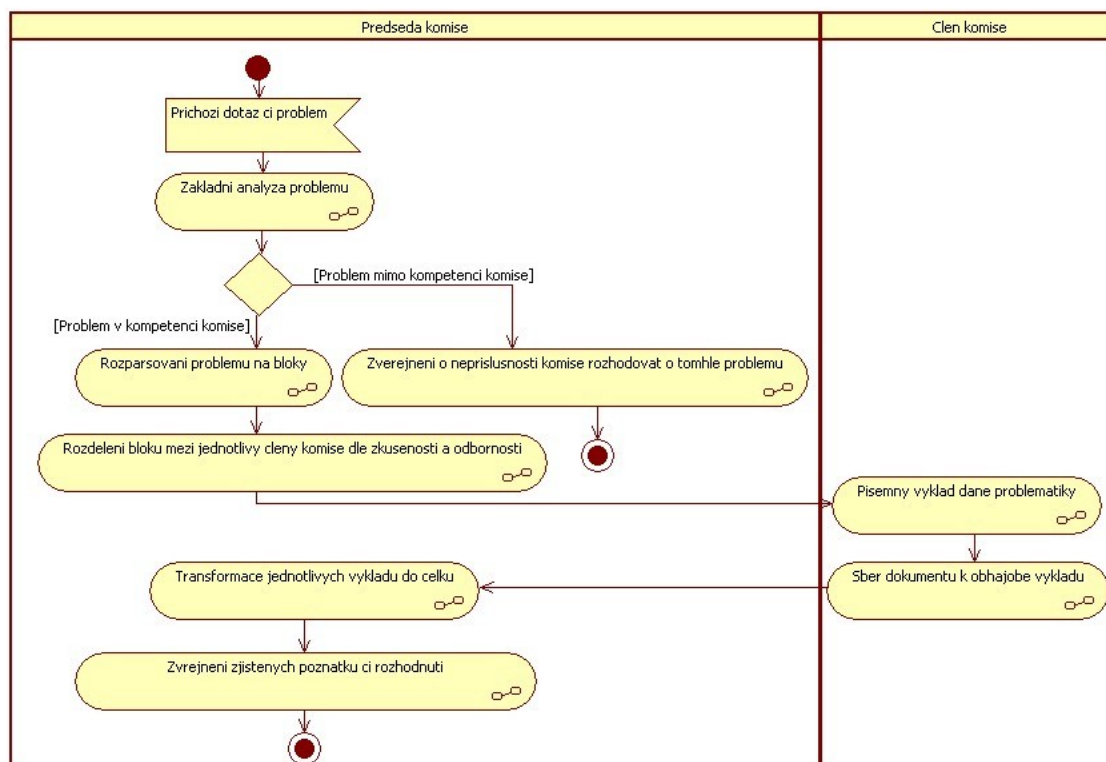 Predseda komise
Clen komise
Prichozi dotaz ci problem
Zakladni analyza problemu
[Problem mimo kompetenci komise]
[Problem v kompetenci komise]
Rozparsovani problemu na bloky
Zverejneni o neprislusnosti komise rozhodovat o tomhle problemu
Rozdeleni bloku mezi jednotlivy cleny komise dle zkusenosti a odbornosti
Pisemny vyklad dane problematiky
Transformace jednotlivych vykladu do celku
Sber dokumentu k obhajobe vykladu
Zvrejneni zjistenych poznatku ci rozhodnuti